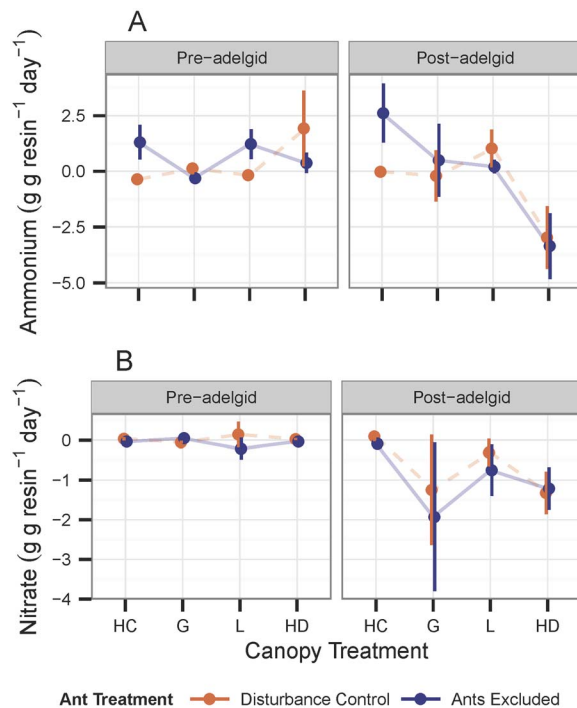 A
Pre−adelgid
Post−adelgid
Ammonium (g g resin⁻¹ day⁻¹)
2.5
0.0
−2.5
−5.0
B
Pre−adelgid
Post−adelgid
Nitrate (g g resin⁻¹ day⁻¹)
0
−1
−2
−3
−4
HC G L HD HC G L HD
Canopy Treatment
Ant Treatment Disturbance Control Ants Excluded